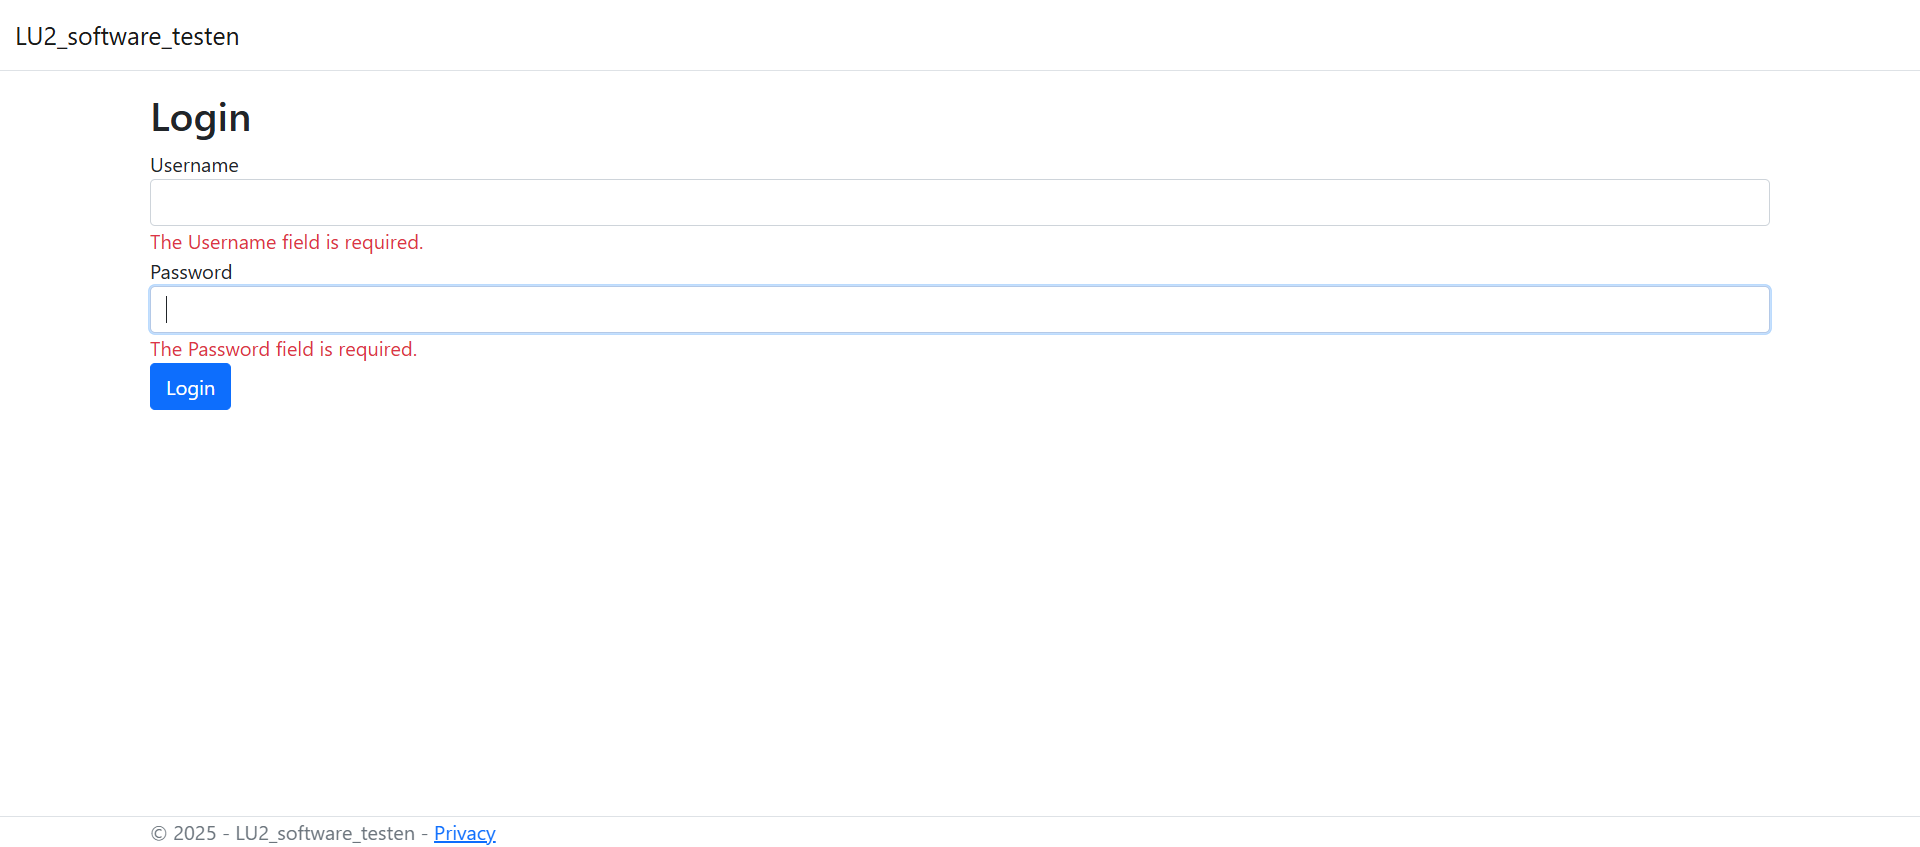 LU2_software_testen
Login
Username
The Username field is required.
Password
The Password field is required.
Login
© 2025 - LU2_software_testen - Privacy